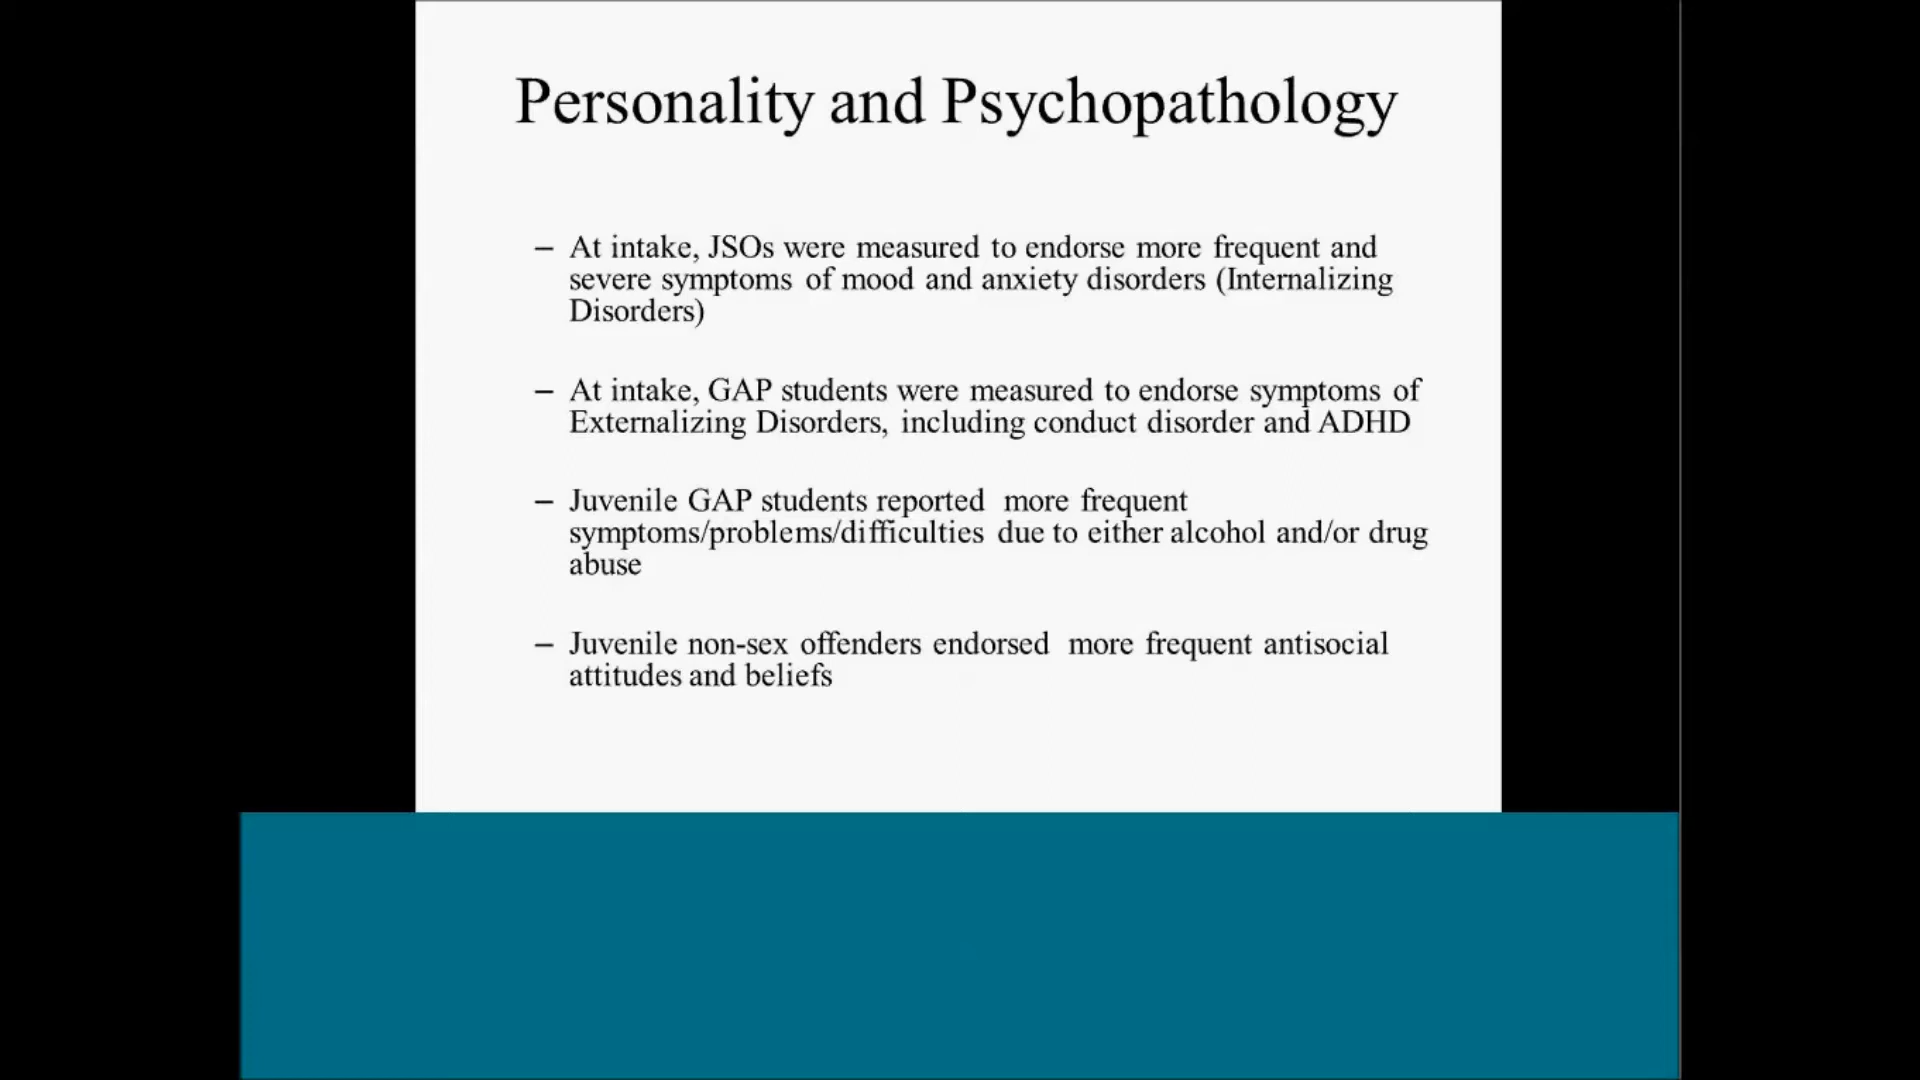 Personality and Psychopathology
– At intake, JSOs were measured to endorse more frequent and
severe symptoms of mood and anxiety disorders (Internalizing
Disorders)
– At intake, GAP students were measured to endorse symptoms of
Externalizing Disorders, including conduct disorder and ADHD
– Juvenile GAP students reported more frequent
symptoms/problems/difficulties due to either alcohol and/or drug
abuse
– Juvenile non-sex offenders endorsed more frequent antisocial
attitudes and beliefs